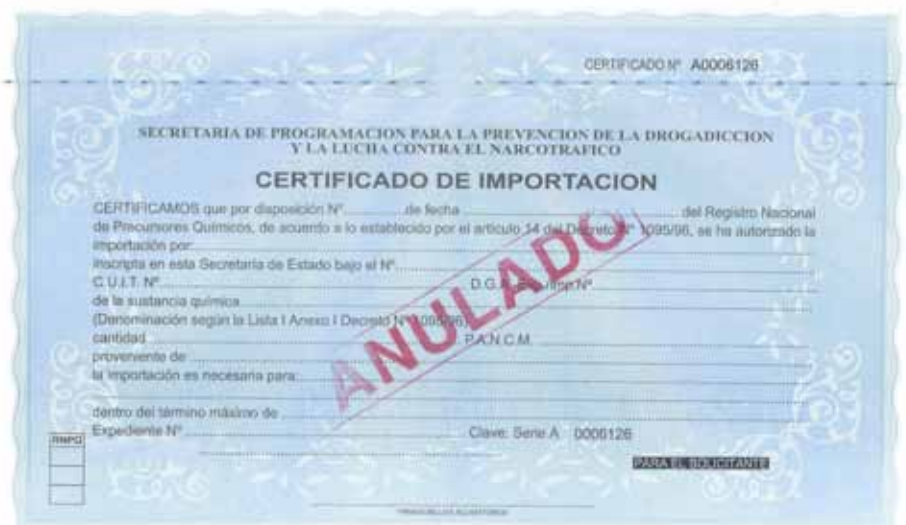 CERTIFICADO Nº A0006126
SECRETARIA DE PROGRAMACION PARA LA PREVENCION DE LA DROGADICCION
Y LA LUCHA CONTRA EL NARCOTRAFICO
CERTIFICADO DE IMPORTACION
CERTIFICAMOS que por disposición Nº de fecha del Registro Nacional
de Precursores Químicos, de acuerdo a lo establecido por el artículo 14 del Decreto Nº 1095/96, se ha autorizado la
importación por:
inscripta en esta Secretaría de Estado bajo el Nº
C.U.I.T. Nº D.G.A. Nº
de la sustancia química
(Denominación según la Lista I Anexo I Decreto Nº 1095/96)
cantidad P.A.N.C.M.
proveniente de
la importación es necesaria para:
dentro del término máximo de
Expediente Nº Clave: Serie A 0006126
ANULADO
RNPQ
PARA EL SOLICITANTE